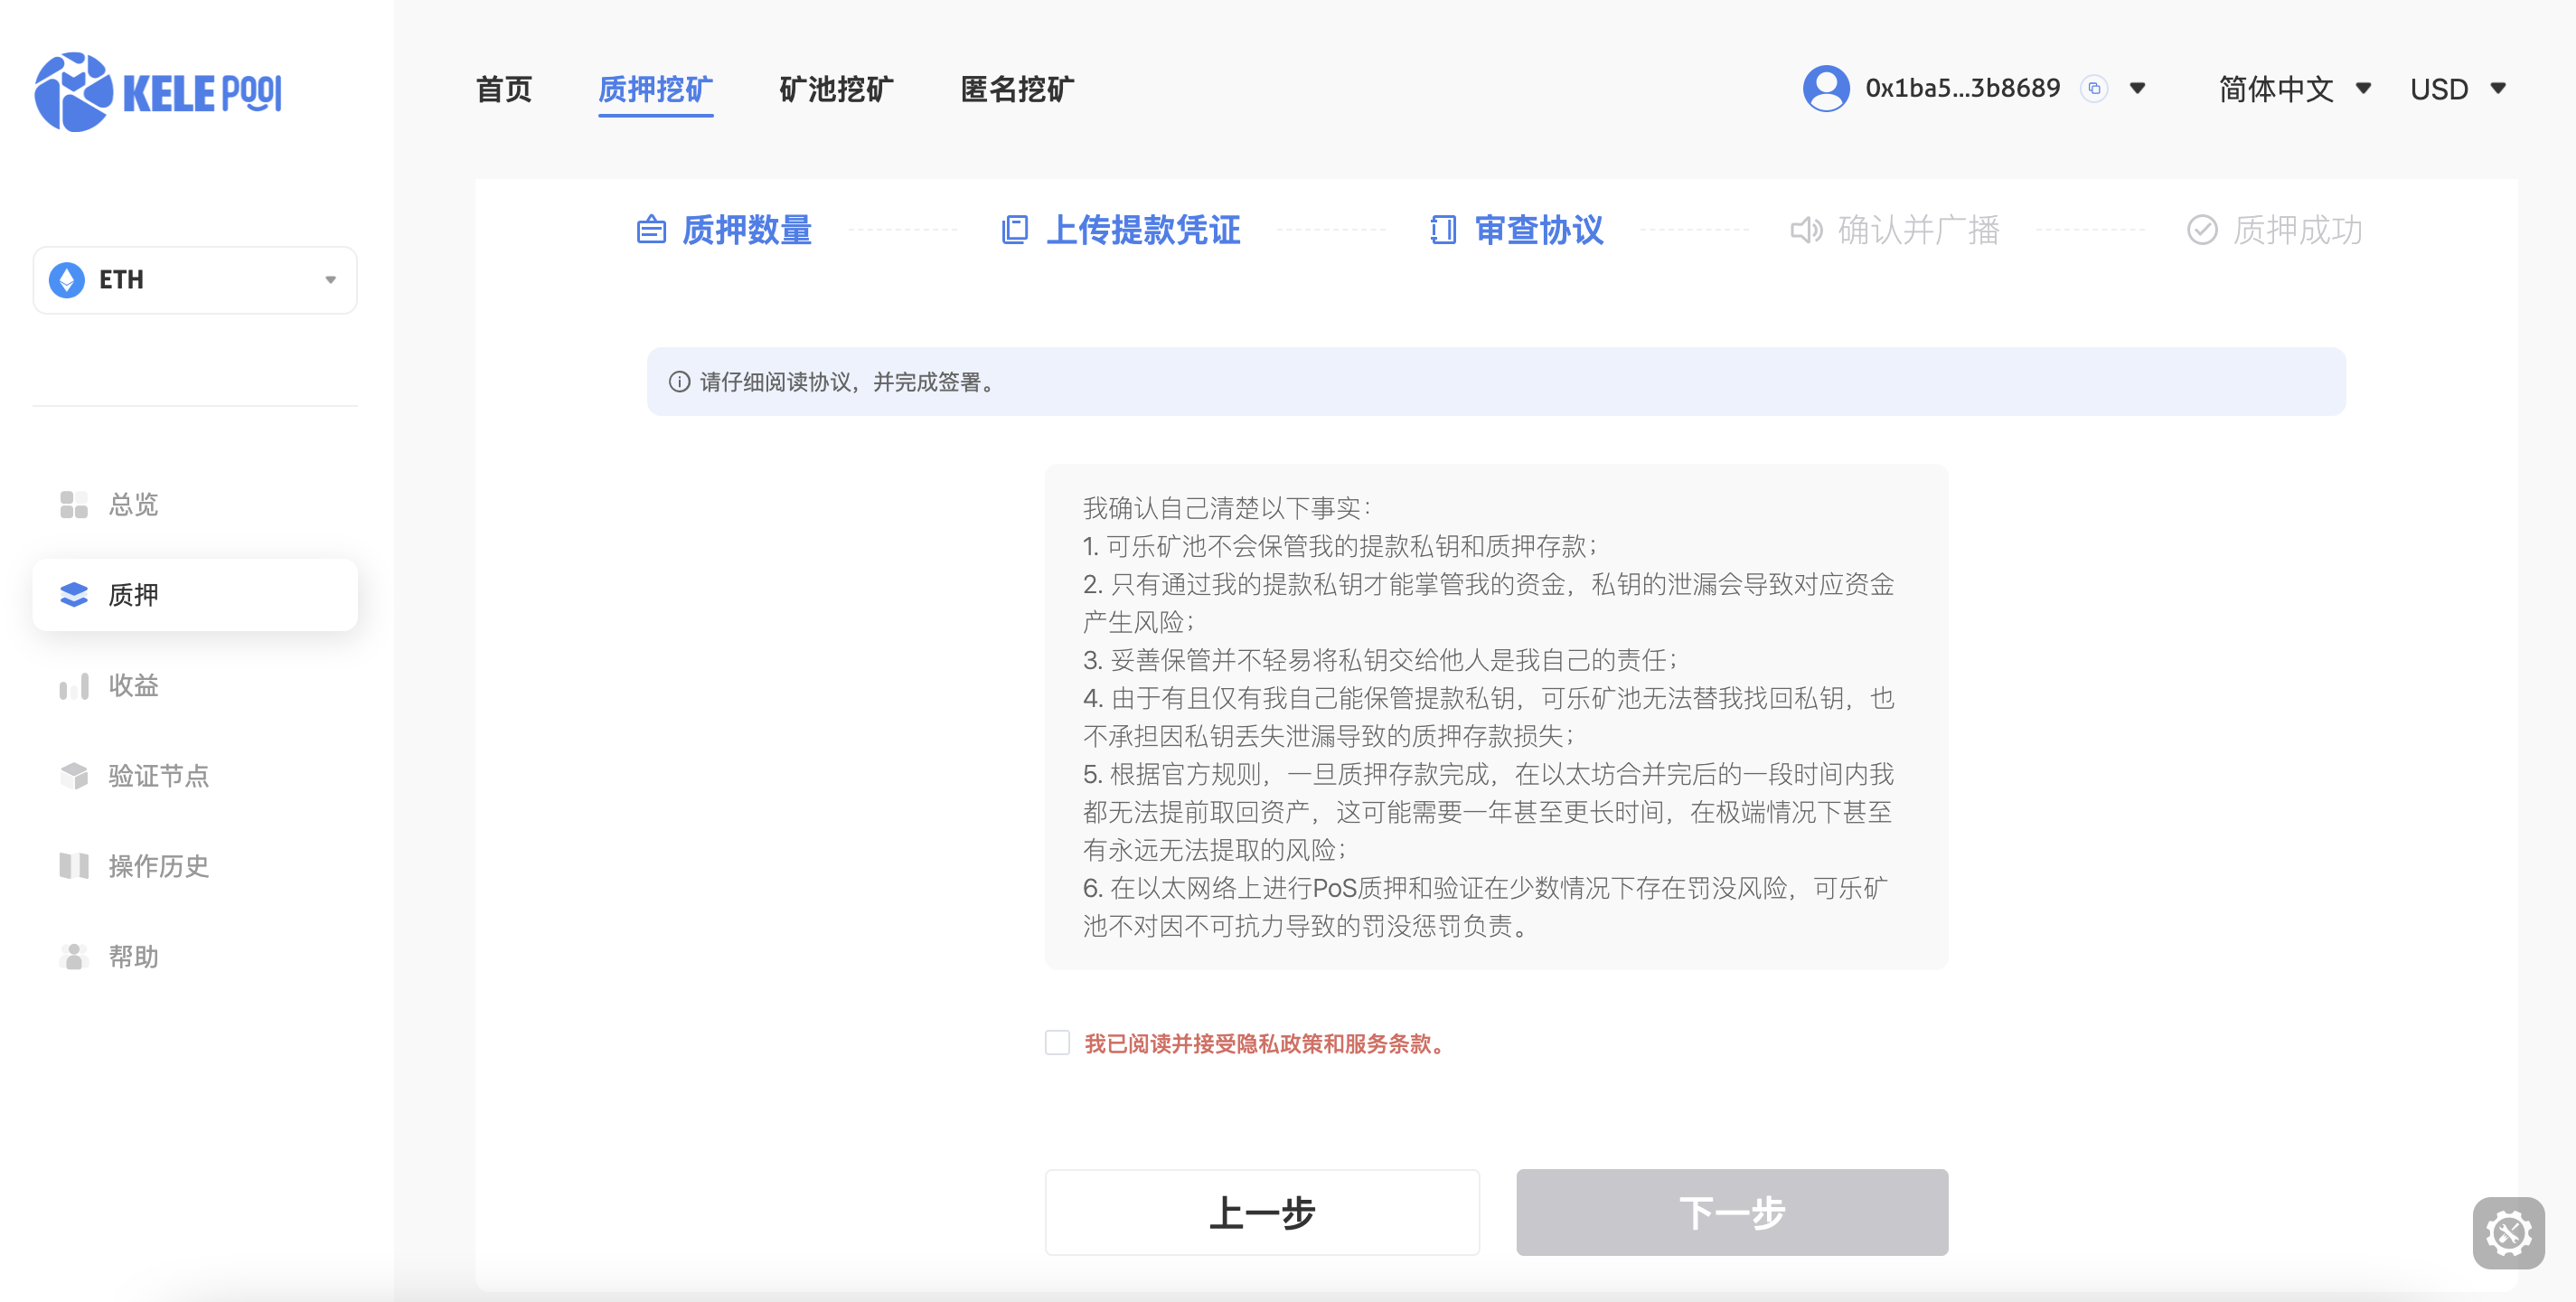 KELE POOL
首页
质押挖矿
矿池挖矿
匿名挖矿
0x1ba5...3b8689
简体中文
USD
ETH
总览
质押
收益
验证节点
操作历史
帮助
质押数量
上传提款凭证
审查协议
确认并广播
质押成功
请仔细阅读协议，并完成签署。
我确认自己清楚以下事实：
1. 可乐矿池不会保管我的提款私钥和质押存款；
2. 只有通过我的提款私钥才能掌管我的资金，私钥的泄漏会导致对应资金
产生风险；
3. 妥善保管并不轻易将私钥交给他人是我自己的责任；
4. 由于有且仅有我自己能保管提款私钥，可乐矿池无法替我找回私钥，也
不承担因私钥丢失泄漏导致的质押存款损失；
5. 根据官方规则，一旦质押存款完成，在以太坊合并完后的一段时间内我
都无法提前取回资产，这可能需要一年甚至更长时间，在极端情况下甚至
有永远无法提取的风险；
6. 在以太网络上进行PoS质押和验证在少数情况下存在罚没风险，可乐矿
池不对因不可抗力导致的罚没惩罚负责。
我已阅读并接受隐私政策和服务条款。
上一步
下一步